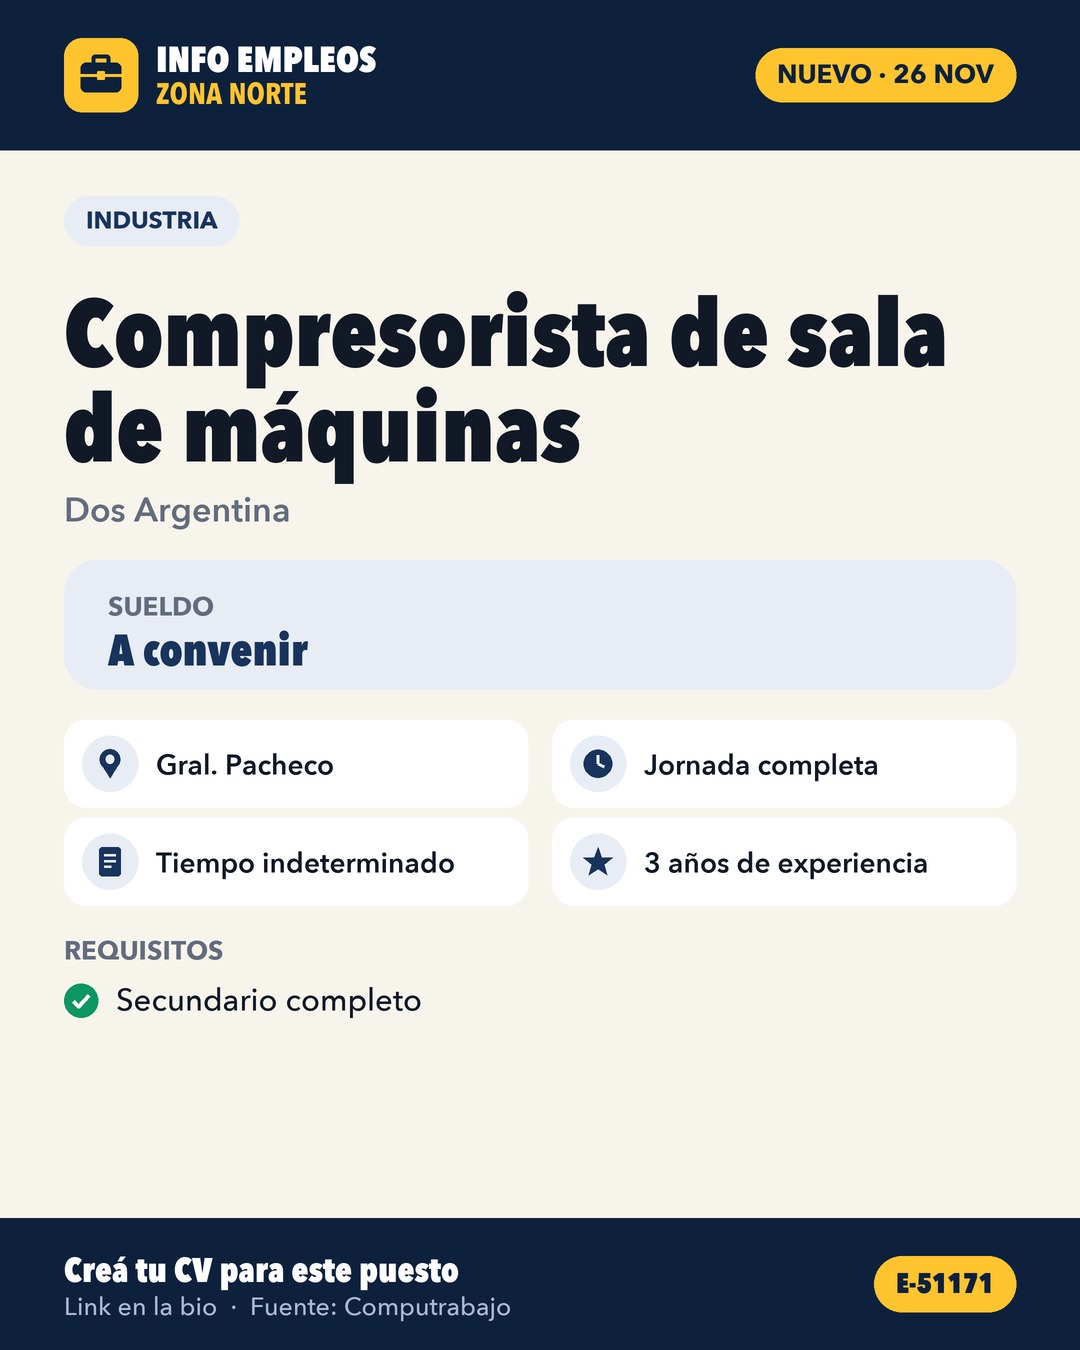 INFO EMPLEOS
ZONA NORTE
NUEVO · 26 NOV
INDUSTRIA
Compresorista de sala
de máquinas
Dos Argentina
SUELDO
A convenir
Gral. Pacheco
Jornada completa
Tiempo indeterminado
3 años de experiencia
REQUISITOS
Secundario completo
Creá tu CV para este puesto
Link en la bio · Fuente: Computrabajo
E-51171